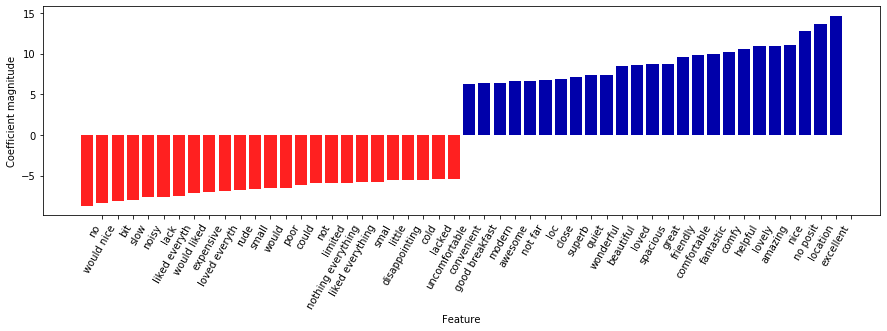 15
10
5
0
−5
Coefficient magnitude
no
would nice
bit
slow
noisy
lack
liked everyth
would liked
expensive
loved everyth
rude
small
would
poor
could
not
limited
nothing everything
liked everything
smal
little
disappointing
cold
lacked
uncomfortable
convenient
good breakfast
modern
awesome
not far
loc
close
superb
quiet
wonderful
beautiful
loved
spacious
great
friendly
comfortable
fantastic
comfy
helpful
lovely
amazing
nice
no posit
location
excellent
Feature